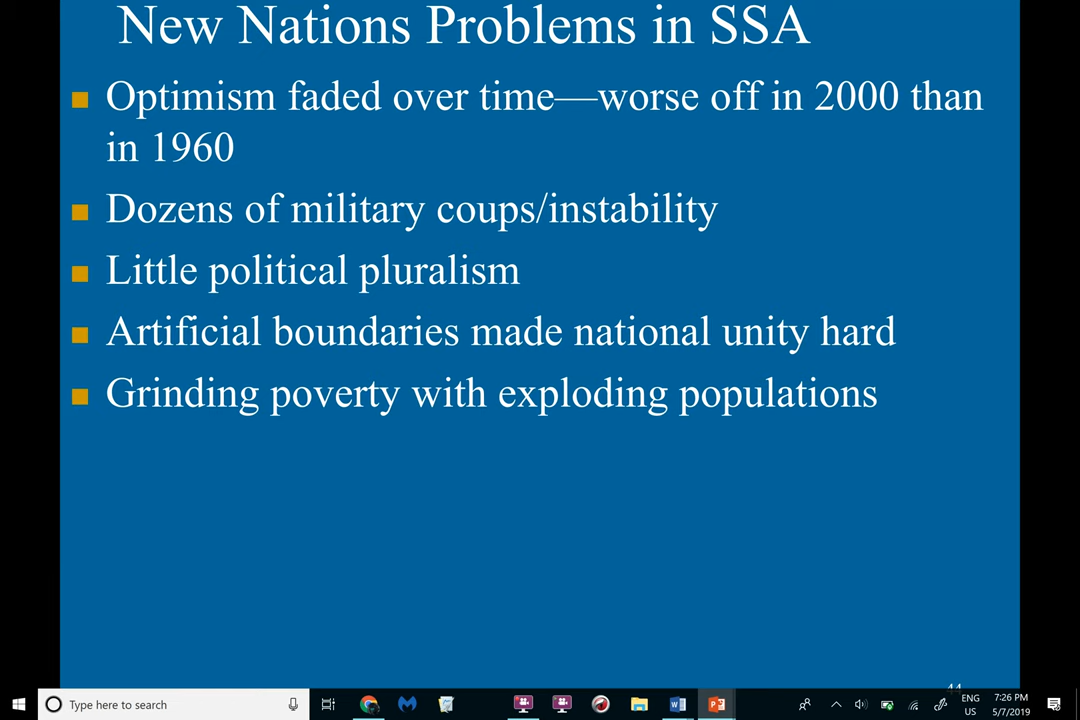 New Nations Problems in SSA
Optimism faded over time—worse off in 2000 than
in 1960
Dozens of military coups/instability
Little political pluralism
Artificial boundaries made national unity hard
Grinding poverty with exploding populations
44
Type here to search
ENG
US
7:26 PM
5/7/2019